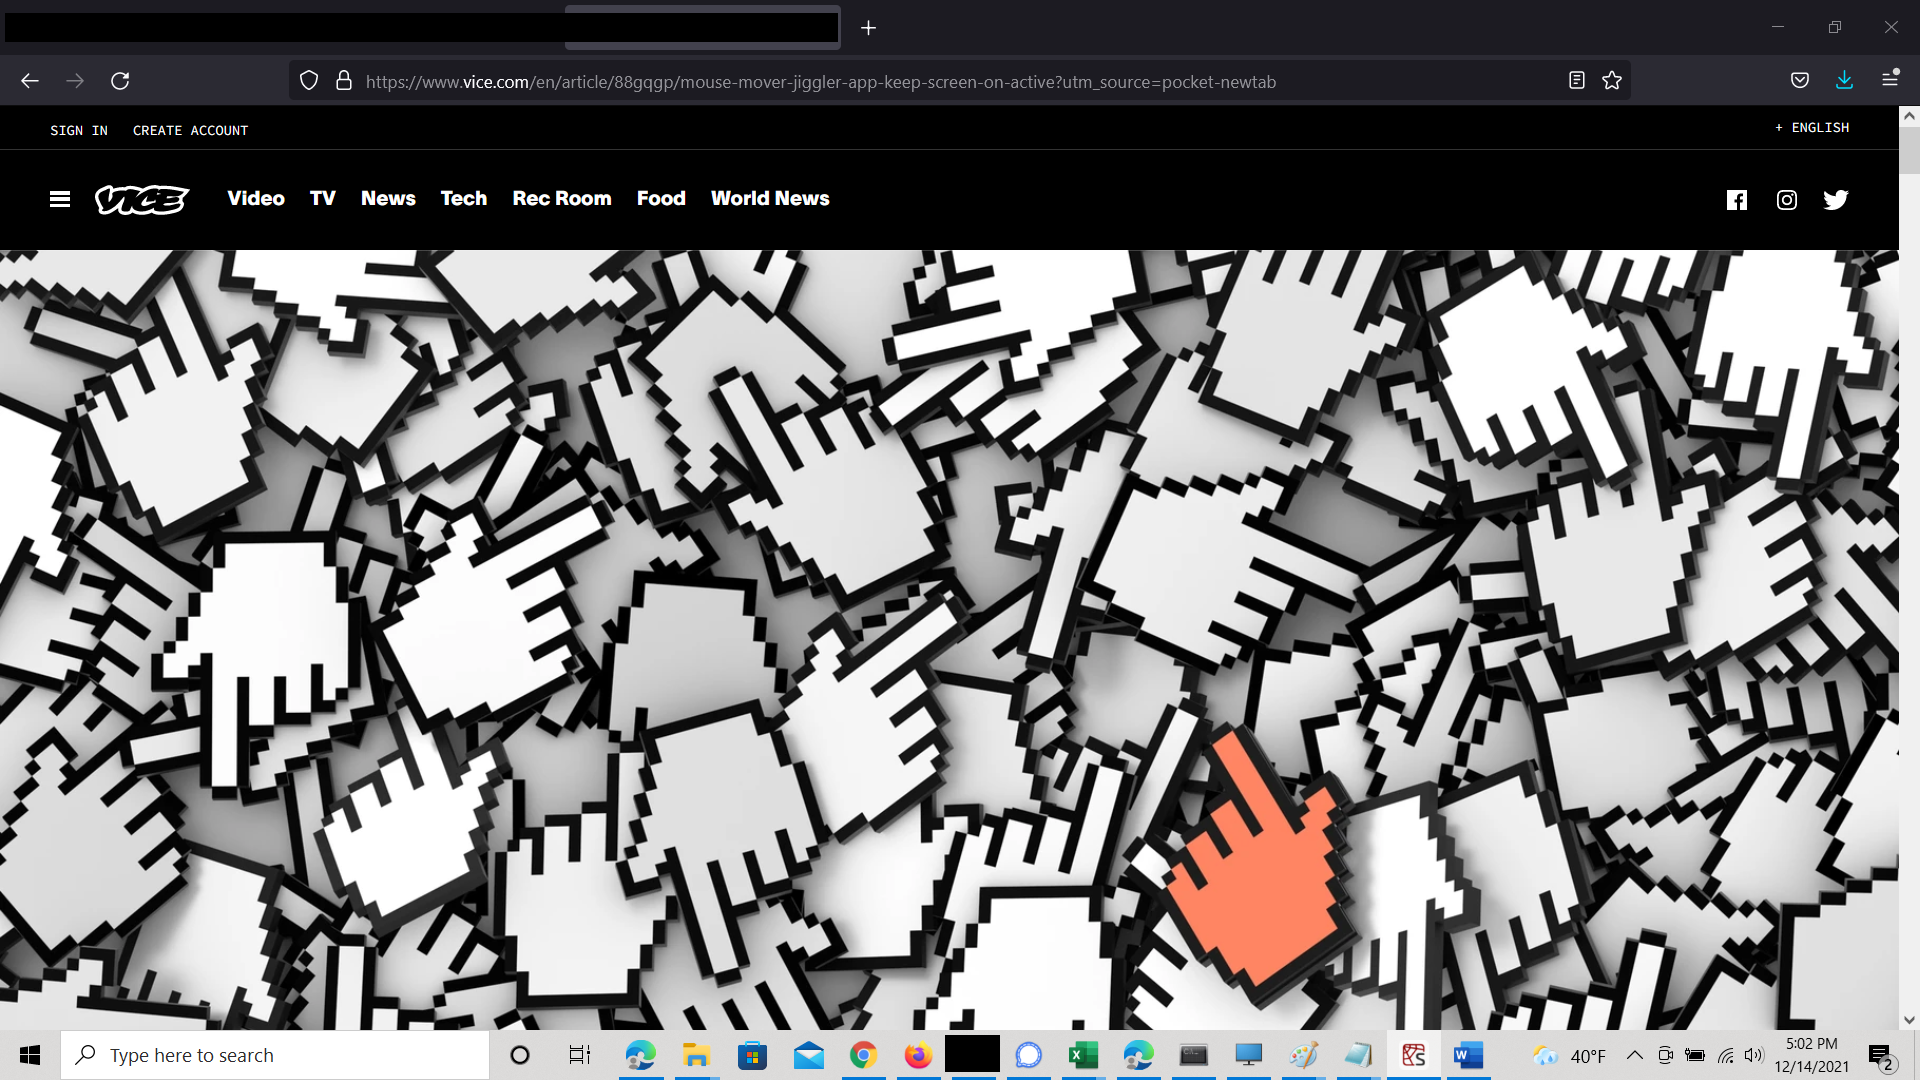 https://www.vice.com/en/article/88gqgp/mouse-mover-jiggler-app-keep-screen-on-active?utm_source=pocket-newtab
SIGN IN CREATE ACCOUNT + ENGLISH
VICE Video TV News Tech Rec Room Food World News
Type here to search 40°F 5:02 PM
12/14/2021 2